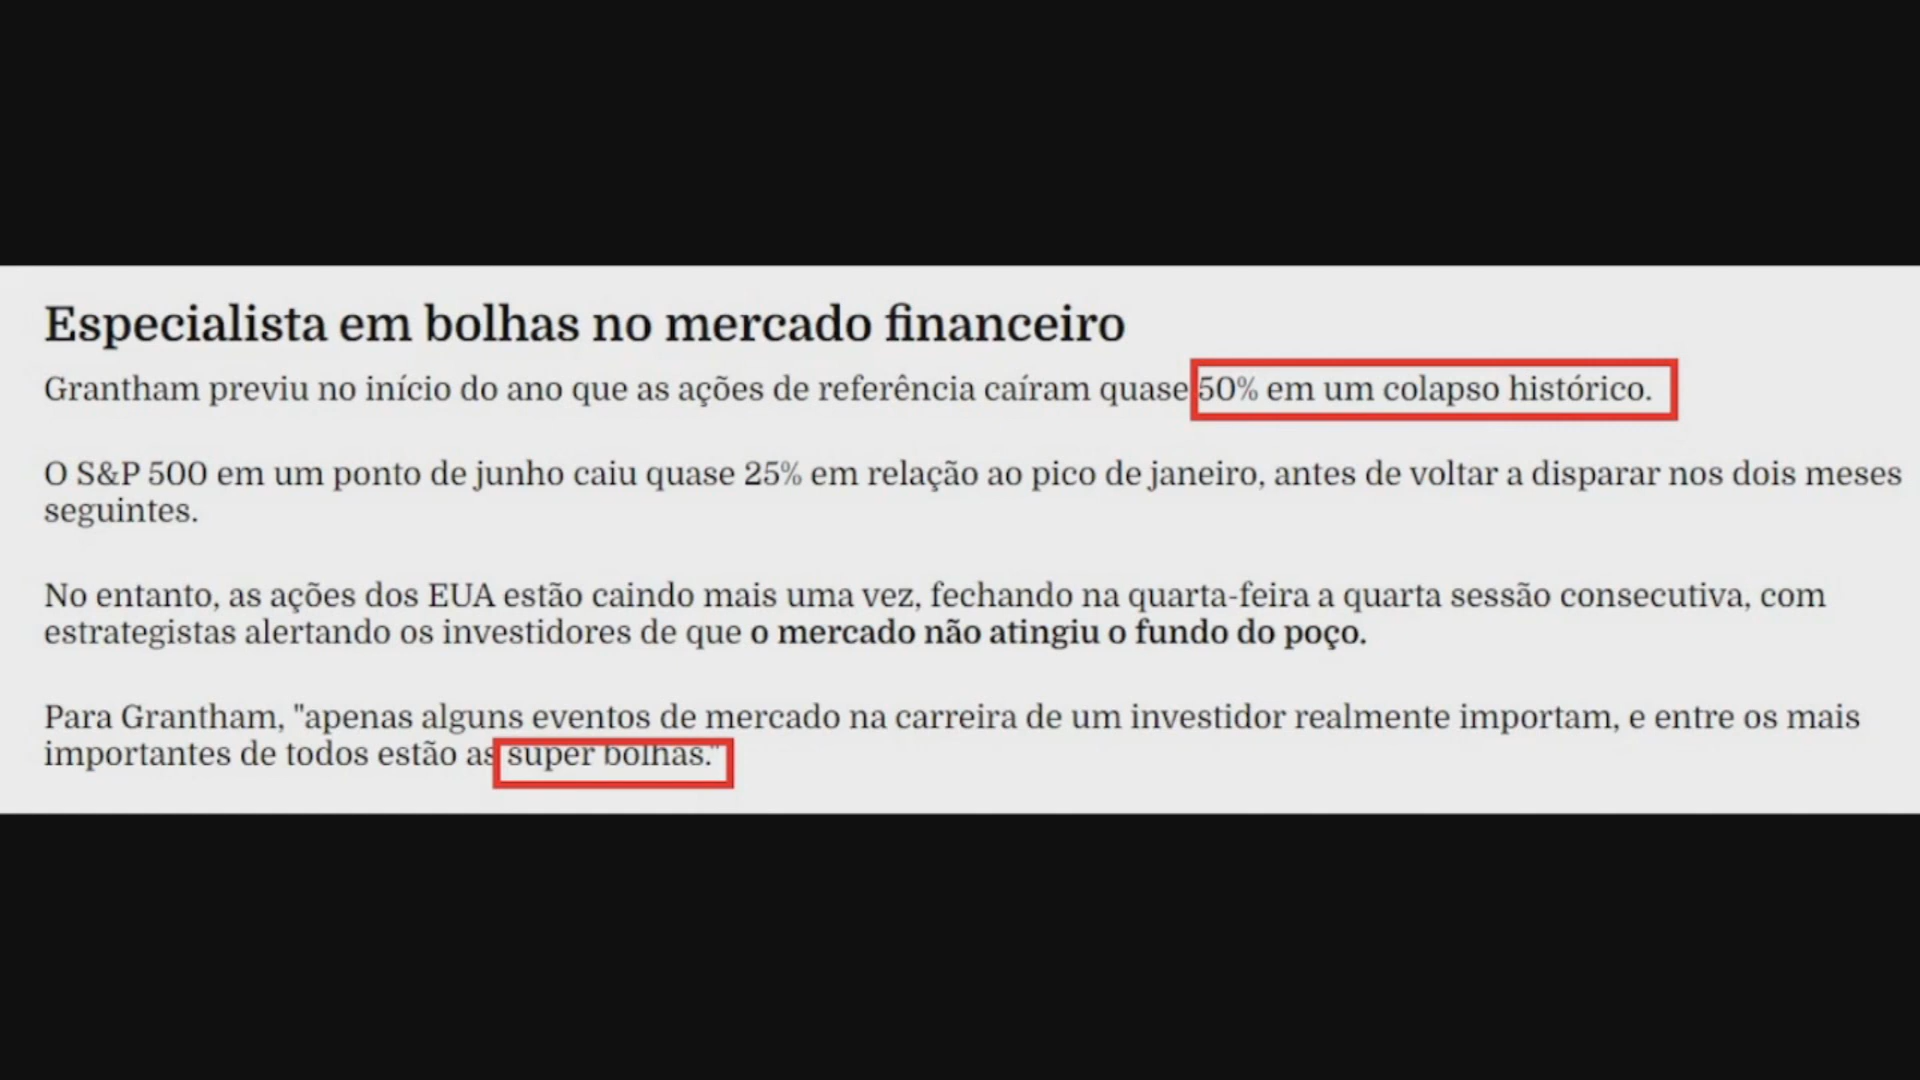 Especialista em bolhas no mercado financeiro
Grantham previu no início do ano que as ações de referência caíram quase 50% em um colapso histórico.
O S&P 500 em um ponto de junho caiu quase 25% em relação ao pico de janeiro, antes de voltar a disparar nos dois meses
seguintes.
No entanto, as ações dos EUA estão caindo mais uma vez, fechando na quarta-feira a quarta sessão consecutiva, com
estrategistas alertando os investidores de que o mercado não atingiu o fundo do poço.
Para Grantham, "apenas alguns eventos de mercado na carreira de um investidor realmente importam, e entre os mais
importantes de todos estão as super bolhas."